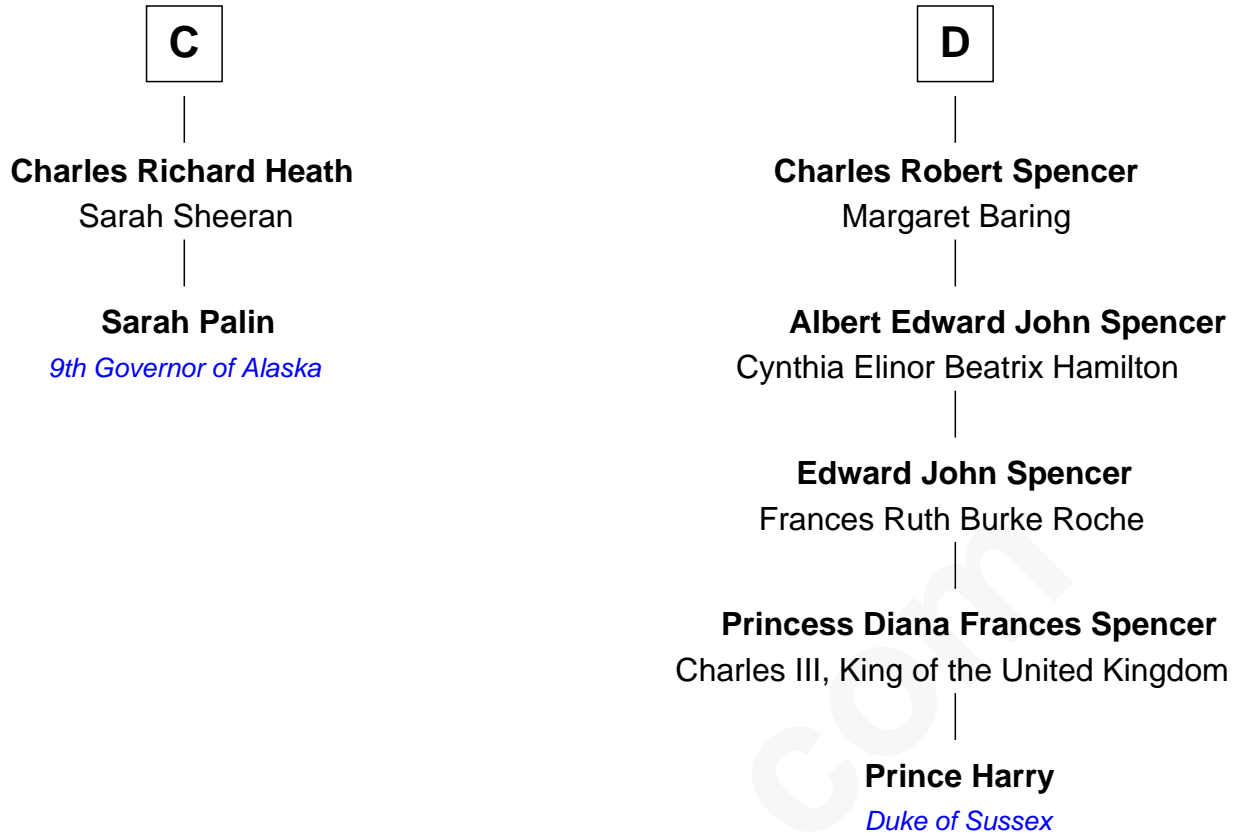 C
Charles Richard Heath
Sarah Sheeran
Sarah Palin
9th Governor of Alaska
D
Charles Robert Spencer
Margaret Baring
Albert Edward John Spencer
Cynthia Elinor Beatrix Hamilton
Edward John Spencer
Frances Ruth Burke Roche
Princess Diana Frances Spencer
Charles III, King of the United Kingdom
Prince Harry
Duke of Sussex
com